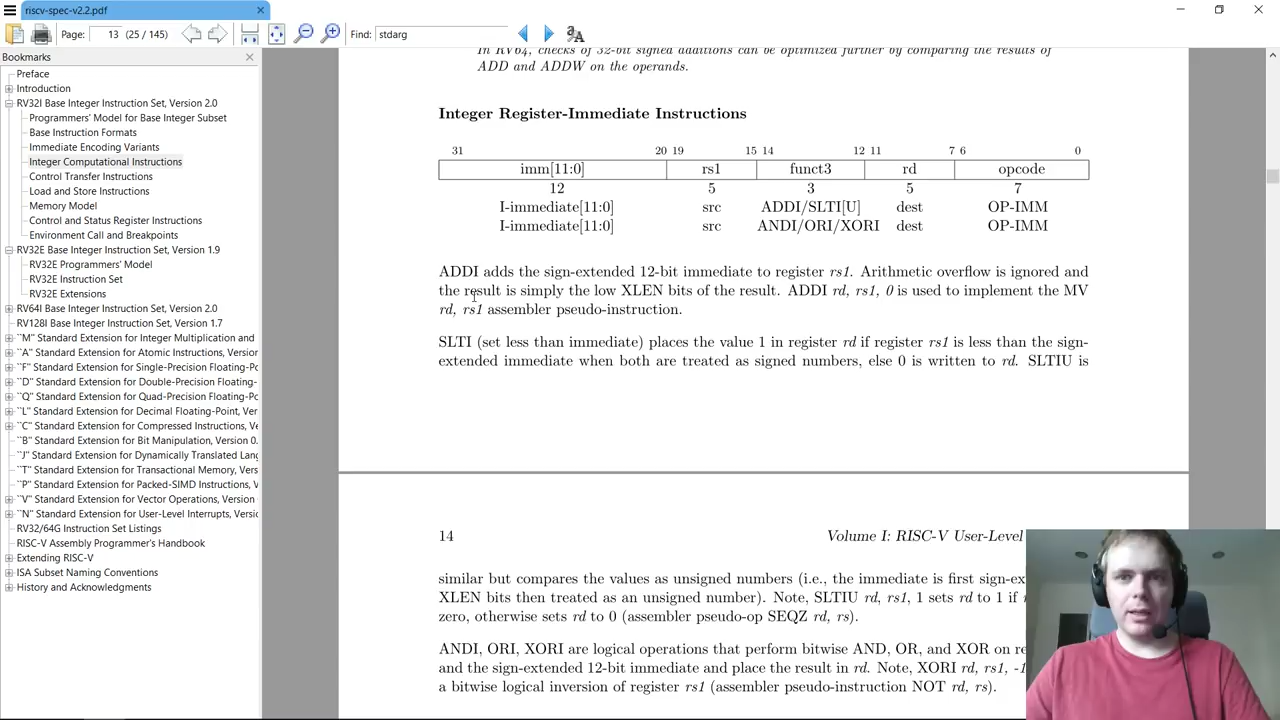 riscv-spec-v2.2.pdf
Page: 13 (25 / 145) Find: stdarg
Bookmarks
Preface
Introduction
RV32I Base Integer Instruction Set, Version 2.0
Programmers' Model for Base Integer Subset
Base Instruction Formats
Immediate Encoding Variants
Integer Computational Instructions
Control Transfer Instructions
Load and Store Instructions
Memory Model
Control and Status Register Instructions
Environment Call and Breakpoints
RV32E Base Integer Instruction Set, Version 1.9
RV32E Programmers' Model
RV32E Instruction Set
RV32E Extensions
RV64I Base Integer Instruction Set, Version 2.0
RV128I Base Integer Instruction Set, Version 1.7
``M'' Standard Extension for Integer Multiplication and
``A'' Standard Extension for Atomic Instructions, Version
``F'' Standard Extension for Single-Precision Floating-Po
``D'' Standard Extension for Double-Precision Floating-
``Q'' Standard Extension for Quad-Precision Floating-
``L'' Standard Extension for Decimal Floating-Point, Ver
``C'' Standard Extension for Compressed Instructions, Ve
``B'' Standard Extension for Bit Manipulation, Version 0.
``J'' Standard Extension for Dynamically Translated Lang
``T'' Standard Extension for Transactional Memory, Vers
``P'' Standard Extension for Packed-SIMD Instructions, V
``V'' Standard Extension for Vector Operations, Version
``N'' Standard Extension for User-Level Interrupts, Versio
RV32/64G Instruction Set Listings
RISC-V Assembly Programmer's Handbook
Extending RISC-V
ISA Subset Naming Conventions
History and Acknowledgments
In RV64, checks of 32-bit signed additions can be optimized further by comparing the results of
ADD and ADDW on the operands.
Integer Register-Immediate Instructions
31 20 19 15 14 12 11 7 6 0
imm[11:0] rs1 funct3 rd opcode
12 5 3 5 7
I-immediate[11:0] src ADDI/SLTI[U] dest OP-IMM
I-immediate[11:0] src ANDI/ORI/XORI dest OP-IMM
ADDI adds the sign-extended 12-bit immediate to register rs1. Arithmetic overflow is ignored and
the result is simply the low XLEN bits of the result. ADDI rd, rs1, 0 is used to implement the MV
rd, rs1 assembler pseudo-instruction.
SLTI (set less than immediate) places the value 1 in register rd if register rs1 is less than the sign-
extended immediate when both are treated as signed numbers, else 0 is written to rd. SLTIU is
14 Volume I: RISC-V User-Level
similar but compares the values as unsigned numbers (i.e., the immediate is first sign-ex
XLEN bits then treated as an unsigned number). Note, SLTIU rd, rs1, 1 sets rd to 1 if
zero, otherwise sets rd to 0 (assembler pseudo-op SEQZ rd, rs).
ANDI, ORI, XORI are logical operations that perform bitwise AND, OR, and XOR on re
and the sign-extended 12-bit immediate and place the result in rd. Note, XORI rd, rs1, -1
a bitwise logical inversion of register rs1 (assembler pseudo-instruction NOT rd, rs).